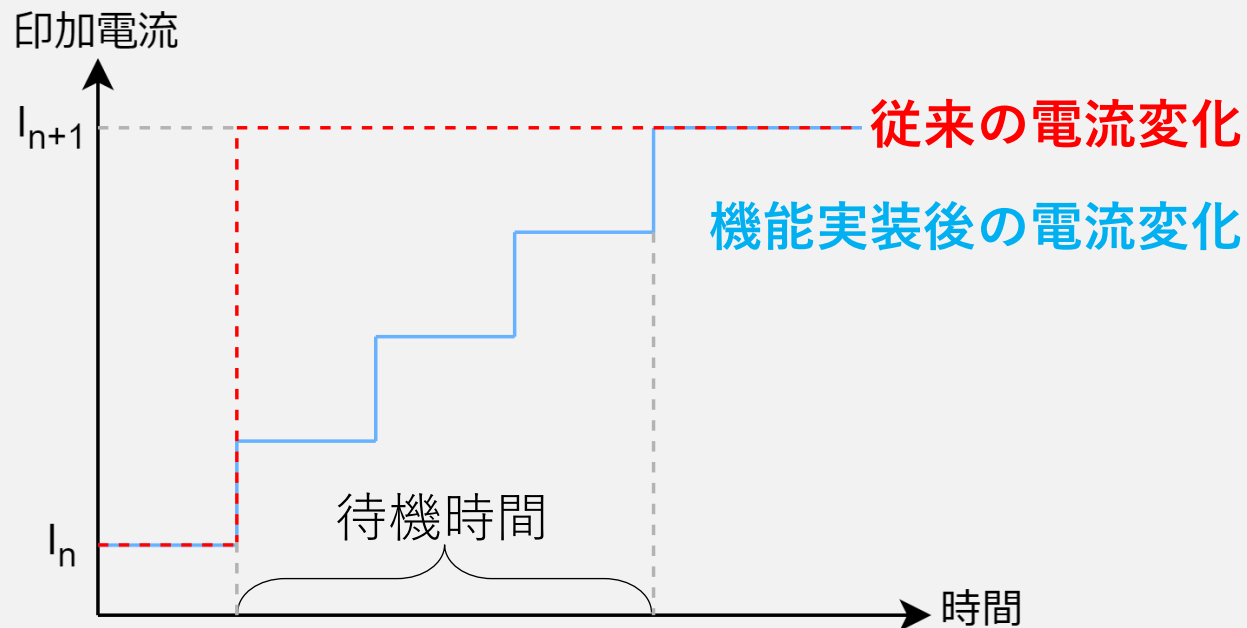 印加電流
In+1
従来の電流変化
機能実装後の電流変化
待機時間
In
時間